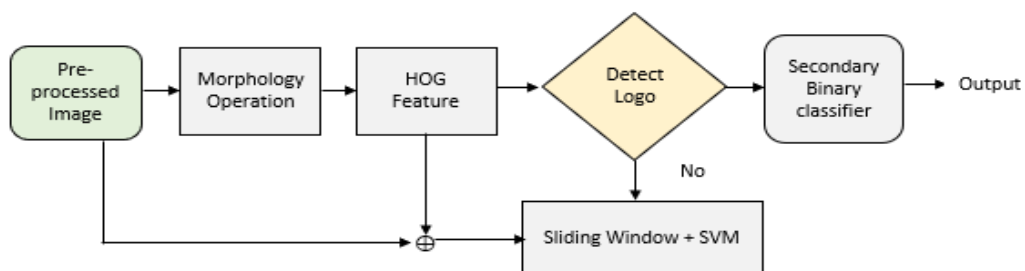 Pre-
processed
Image
Morphology
Operation
HOG
Feature
Detect
Logo
Secondary
Binary
classifier
Output
No
Sliding Window + SVM